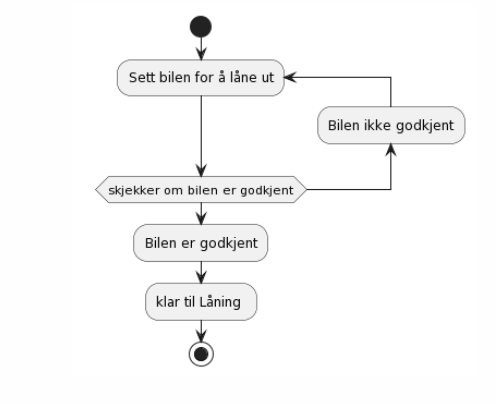 Sett bilen for å låne ut
Bilen ikke godkjent
skjekker om bilen er godkjent
Bilen er godkjent
klar til Låning